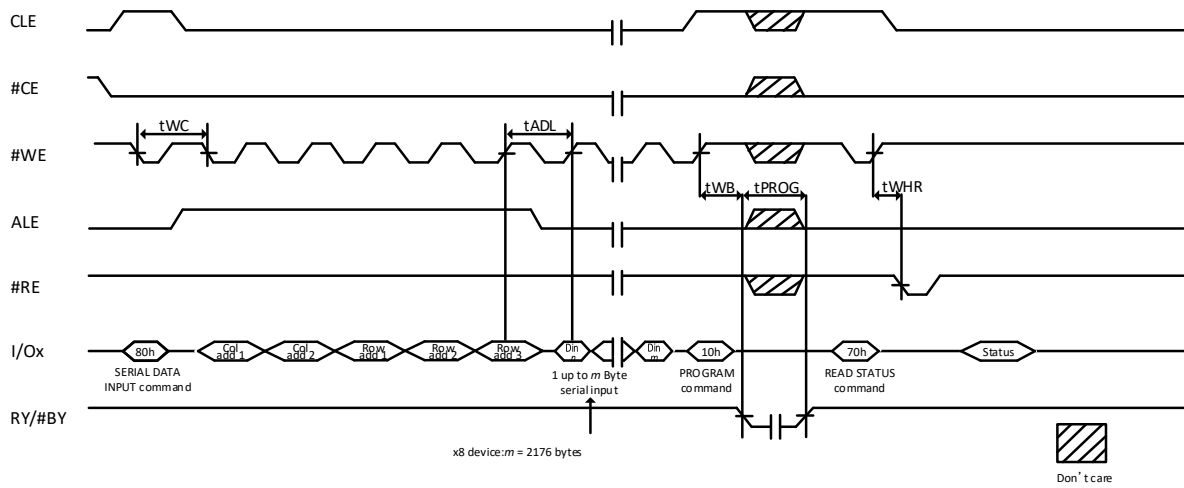 CLE
#CE
tWC
tADL
#WE
tWB
tPROG
tWHR
ALE
#RE
I/Ox
80h
Col
add 1
Col
add 2
Row
add 1
Row
add 2
Row
add 3
Din
Din
10h
70h
Status
SERIAL DATA
INPUT command
1 up to m Byte
serial input
PROGRAM
command
READ STATUS
command
RY/#BY
x8 device:m = 2176 bytes
Don't care